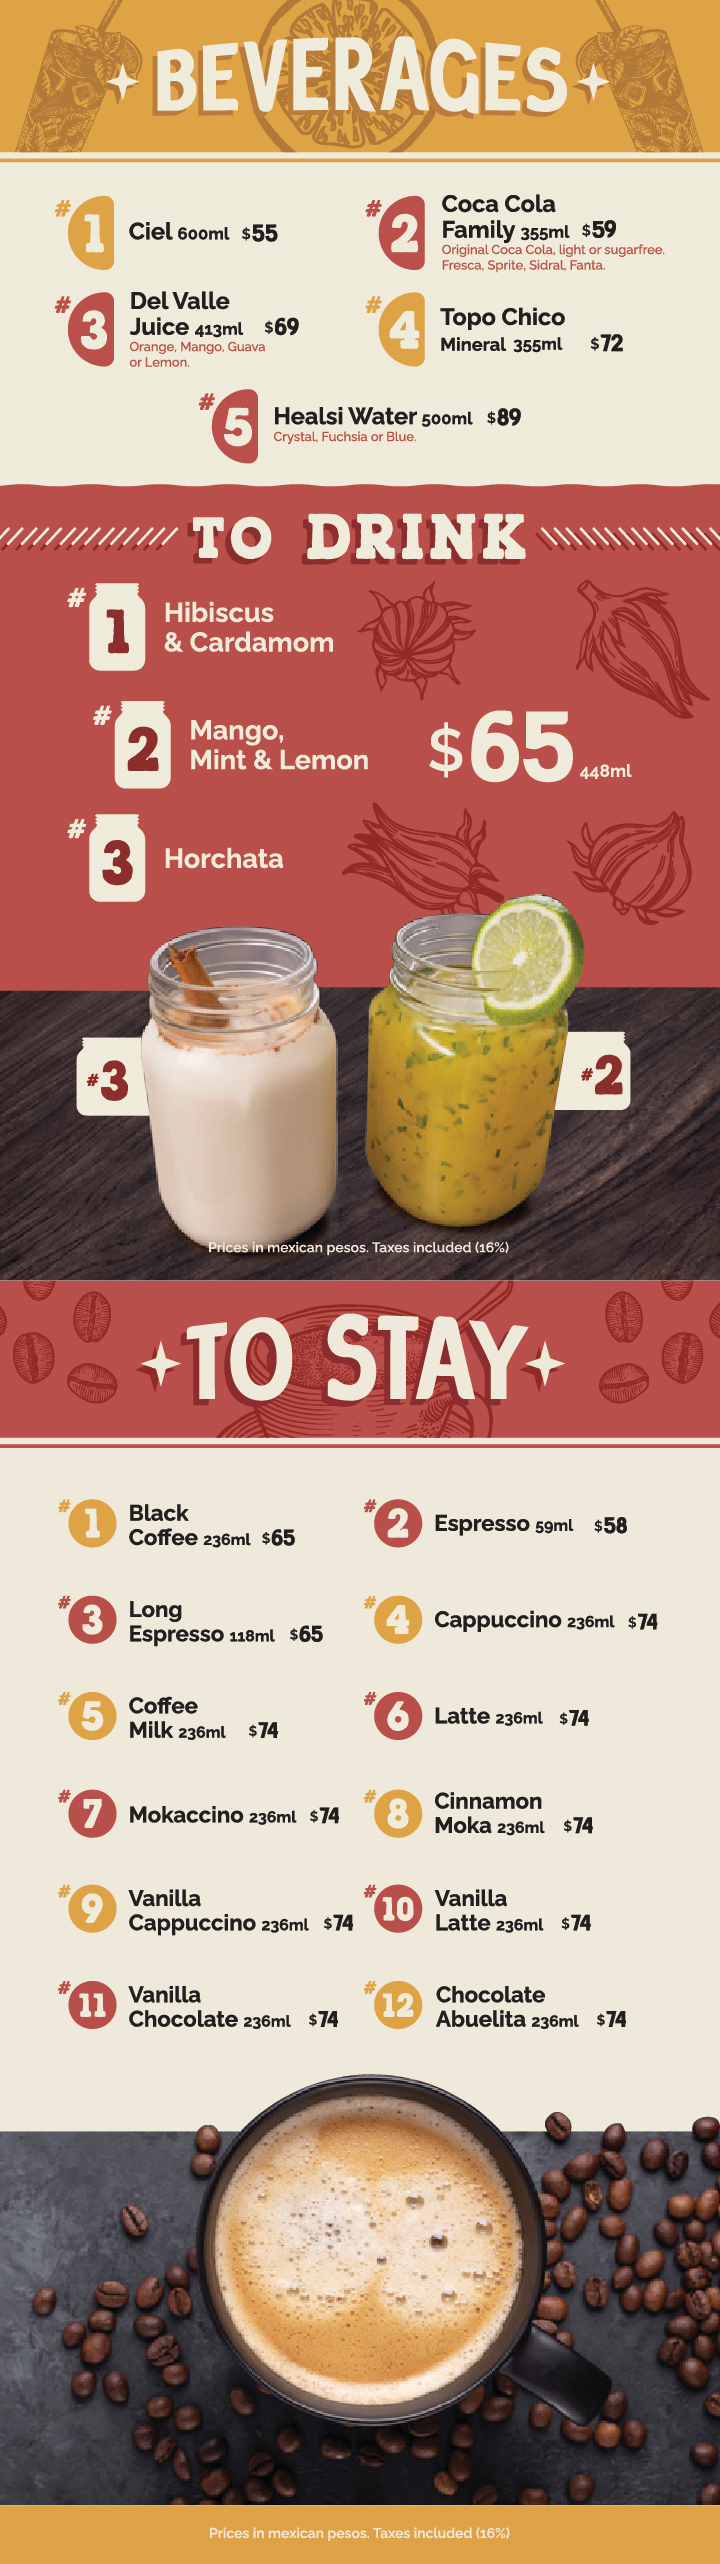 BEVERAGES
#1 Ciel 600ml $55
#2 Coca Cola
Family 355ml $59
Original Coca Cola, light or sugarfree.
Fresca, Sprite, Sidral, Fanta.
#3 Del Valle
Juice 413ml $69
Orange, Mango, Guava
or Lemon.
#4 Topo Chico
Mineral 355ml $72
#5 Healsi Water 500ml $89
Crystal, Fuchsia or Blue.
TO DRINK
#1 Hibiscus
& Cardamom
#2 Mango,
Mint & Lemon
$65 448ml
#3 Horchata
#3
#2
Prices in mexican pesos. Taxes included (16%)
TO STAY
#1 Black
Coffee 236ml $65
#2 Espresso 59ml $58
#3 Long
Espresso 118ml $65
#4 Cappuccino 236ml $74
#5 Coffee
Milk 236ml $74
#6 Latte 236ml $74
#7 Mokaccino 236ml $74
#8 Cinnamon
Moka 236ml $74
#9 Vanilla
Cappuccino 236ml $74
#10 Vanilla
Latte 236ml $74
#11 Vanilla
Chocolate 236ml $74
#12 Chocolate
Abuelita 236ml $74
Prices in mexican pesos. Taxes included (16%)